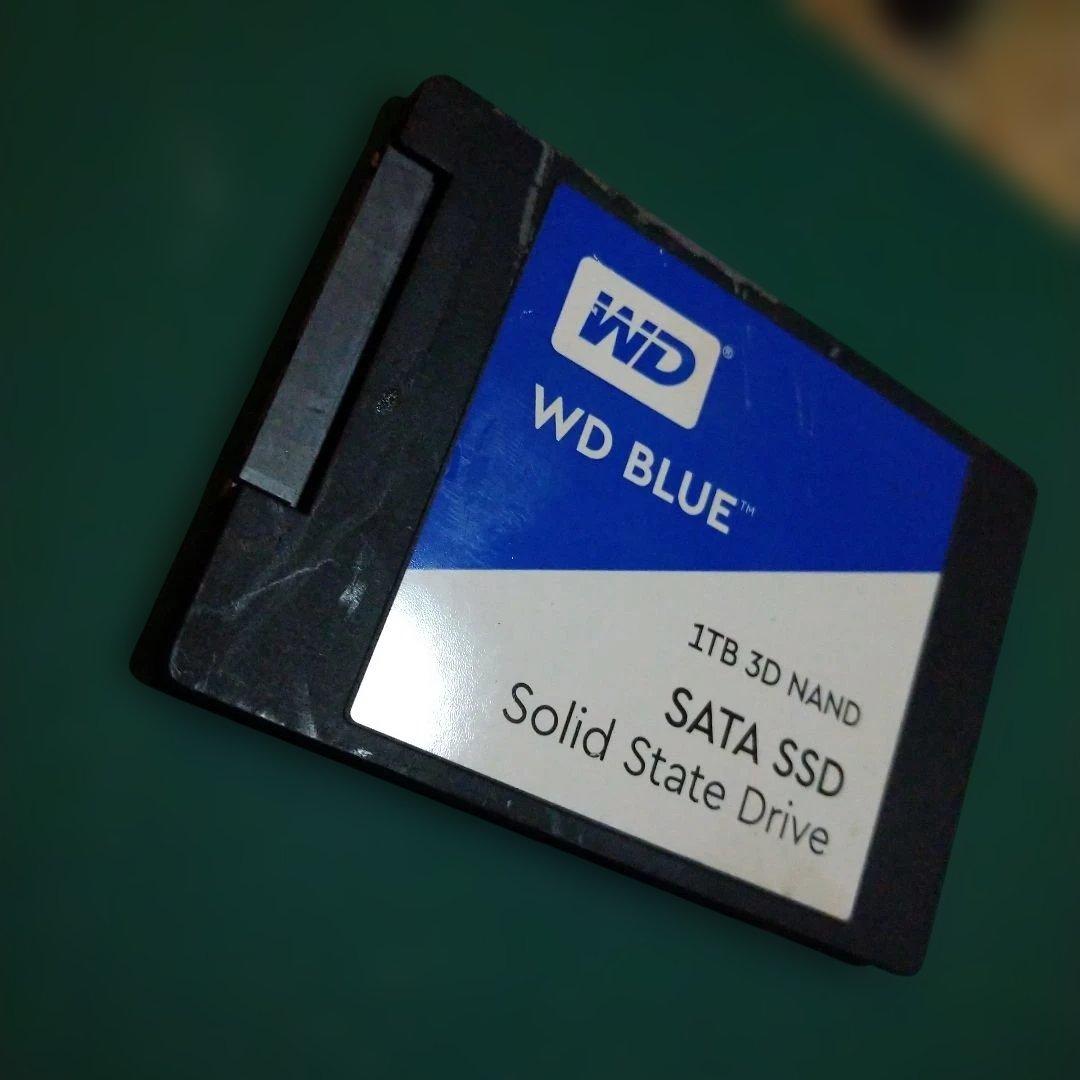 WD®
WD BLUE™
1TB 3D NAND
SATA SSD
Solid State Drive